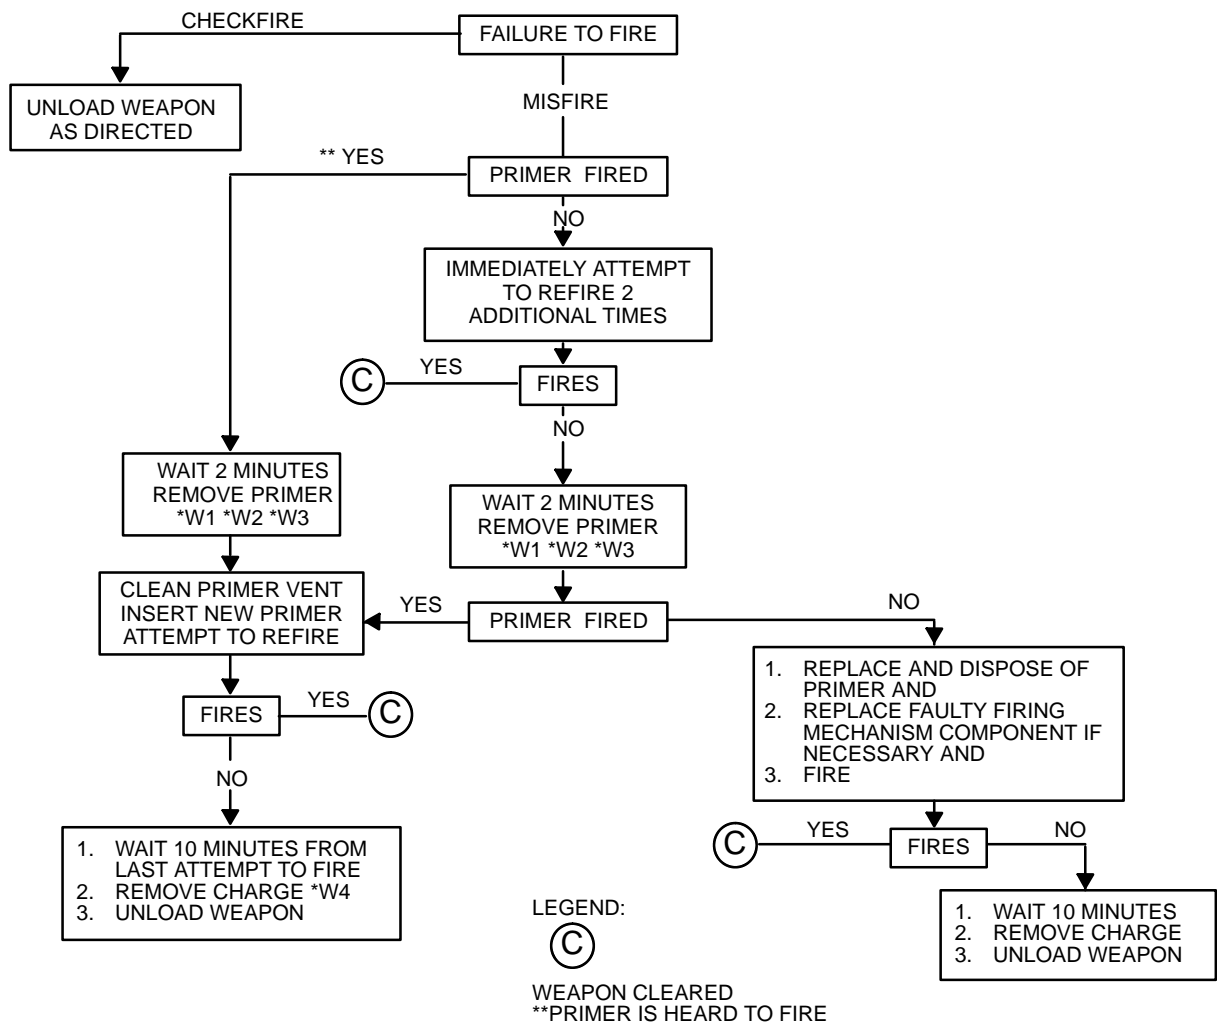 CHECKFIRE
FAILURE TO FIRE
UNLOAD WEAPON
AS DIRECTED
MISFIRE
** YES
PRIMER FIRED
NO
IMMEDIATELY ATTEMPT
TO REFIRE 2
ADDITIONAL TIMES
C
YES
FIRES
NO
WAIT 2 MINUTES
REMOVE PRIMER
*W1 *W2 *W3
WAIT 2 MINUTES
REMOVE PRIMER
*W1 *W2 *W3
CLEAN PRIMER VENT
INSERT NEW PRIMER
ATTEMPT TO REFIRE
YES
PRIMER FIRED
NO
1. REPLACE AND DISPOSE OF
PRIMER AND
2. REPLACE FAULTY FIRING
MECHANISM COMPONENT IF
NECESSARY AND
3. FIRE
FIRES
YES
C
NO
1. WAIT 10 MINUTES FROM
LAST ATTEMPT TO FIRE
2. REMOVE CHARGE *W4
3. UNLOAD WEAPON
C
YES
FIRES
NO
1. WAIT 10 MINUTES
2. REMOVE CHARGE
3. UNLOAD WEAPON
LEGEND:
C
WEAPON CLEARED
**PRIMER IS HEARD TO FIRE